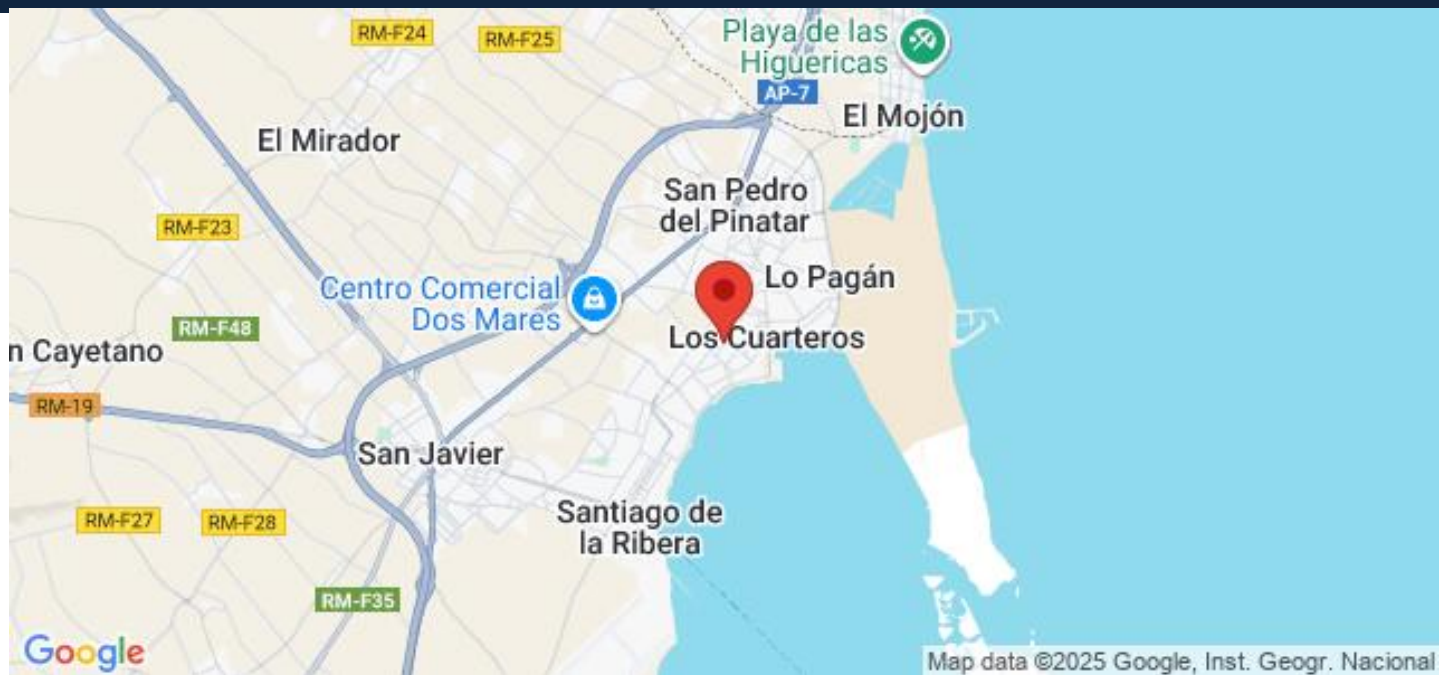 RM-F24
RM-F25
Playa de las
Higuericas
AP-7
El Mojón
El Mirador
San Pedro
del Pinatar
RM-F23
Centro Comercial
Dos Mares
Lo Pagán
RM-F48
Los Cuarteros
n Cayetano
RM-19
San Javier
RM-F27
RM-F28
Santiago de
la Ribera
RM-F35
Google
Map data ©2025 Google, Inst. Geogr. Nacional